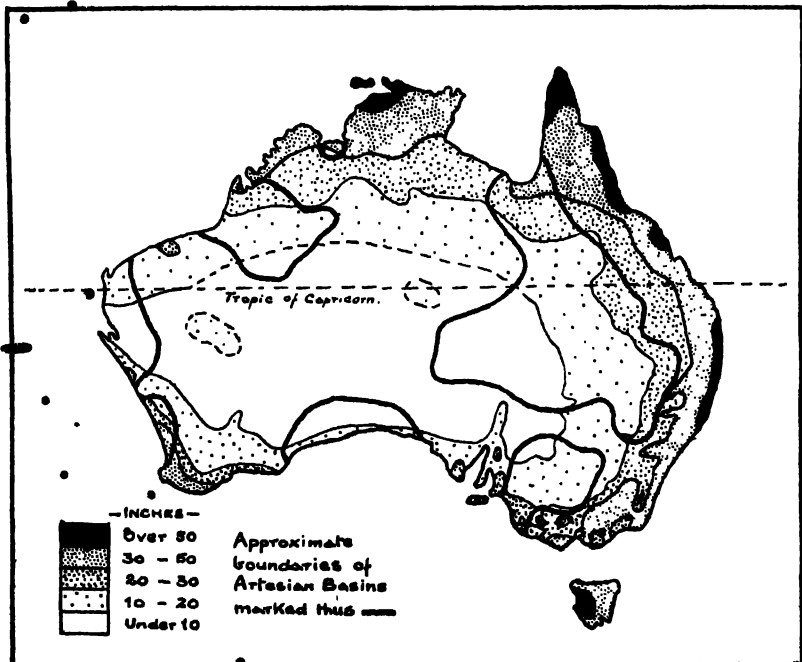 Tropic of Capricorn.
—INCHES—
Over 50
30 – 50
20 – 30
10 – 20
Under 10
Approximate
boundaries of
Artesian Basins
marked thus —